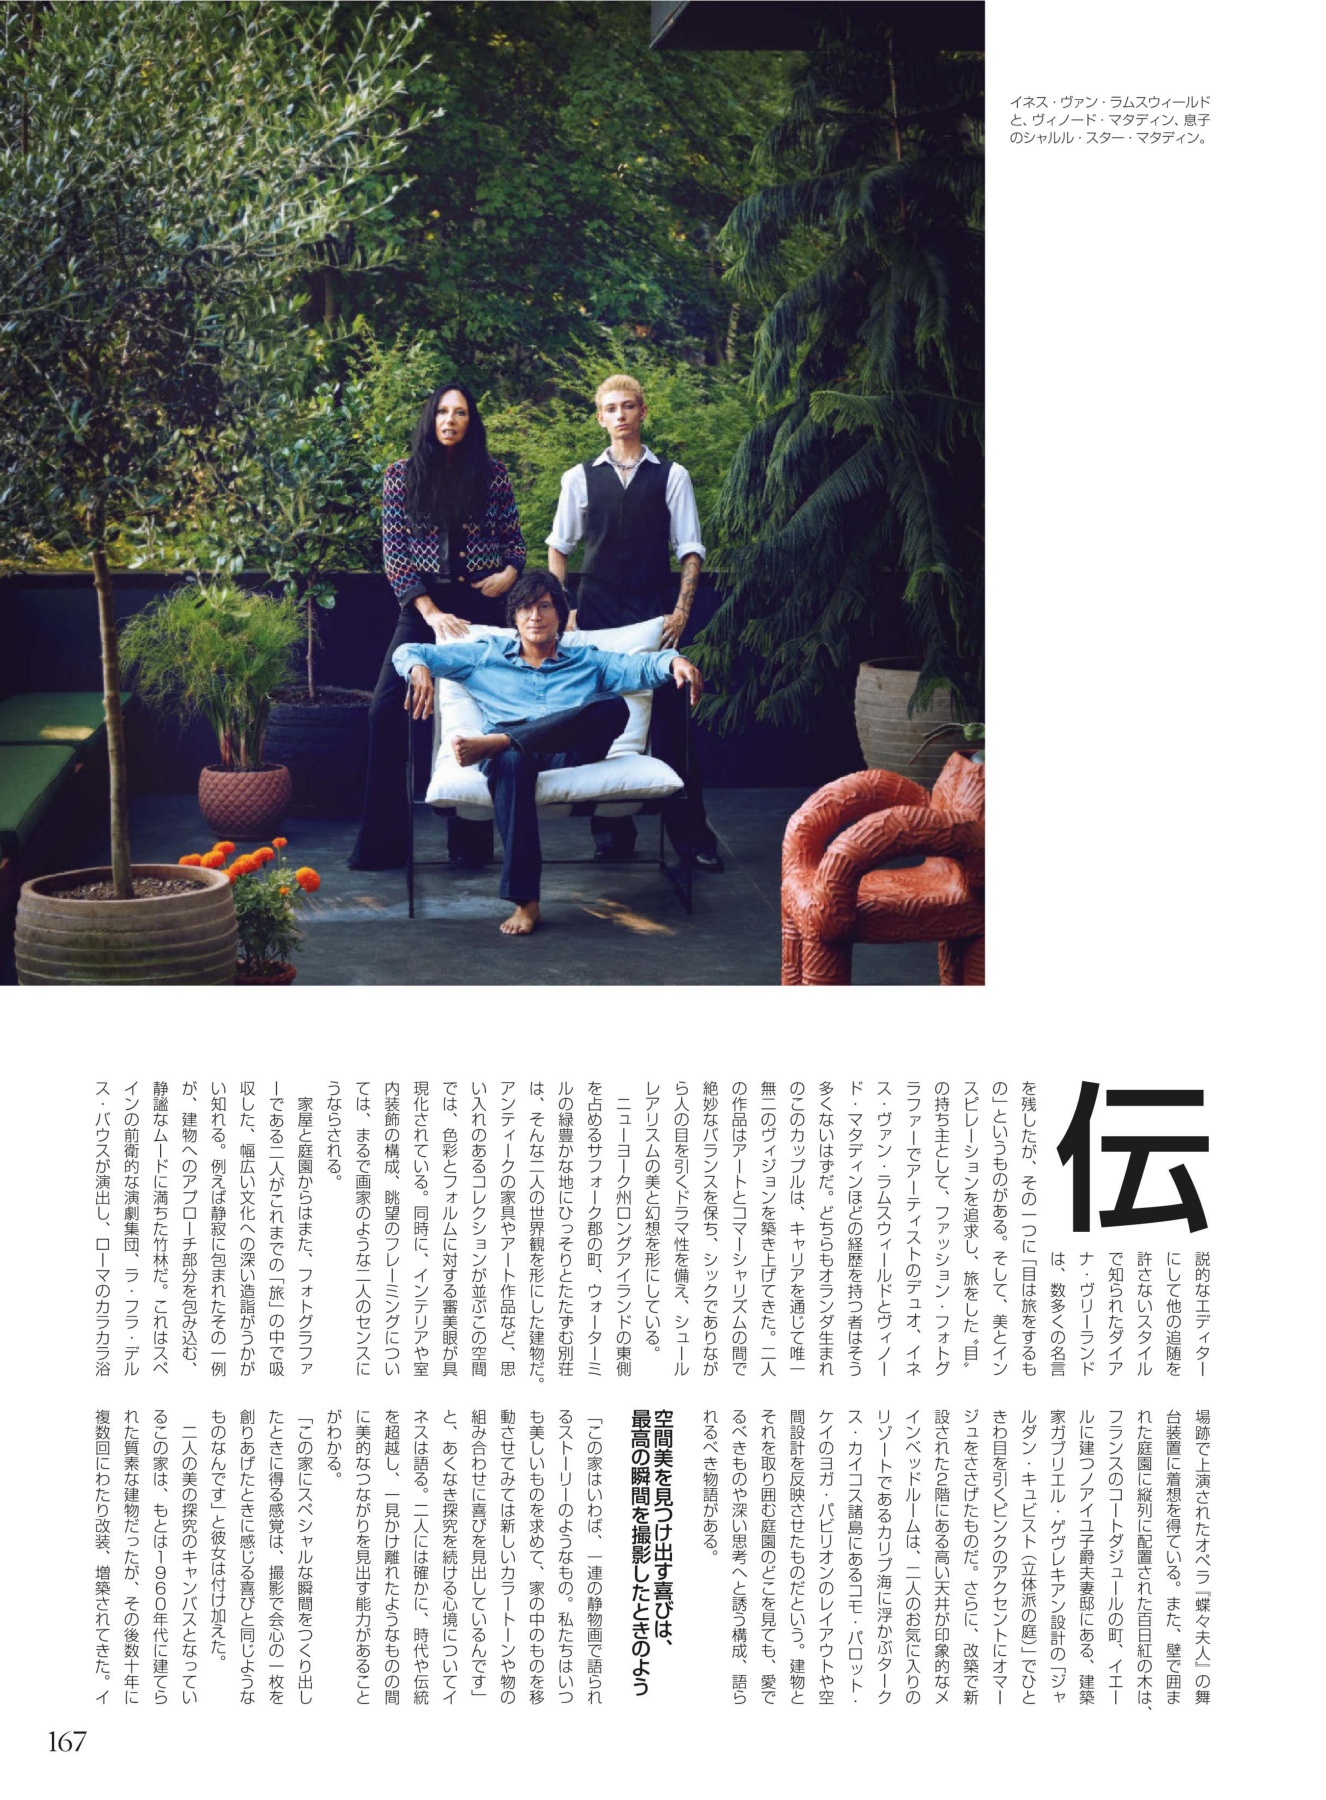 イネス・ヴァン・ラムスウィールド
と、ヴィノード・マタディン、息子
のシャルル・スター・マタディン。
伝
説的なエディター
にして他の追随を
許さないスタイル
で知られたダイア
ナ・ヴリーランド
は、数多くの名言
を残したが、その一つに「目は旅をするも
の」というものがある。そして、美とイン
スピレーションを追求し、旅をした〝目〟
の持ち主として、ファッション・フォトグ
ラファーでアーティストのデュオ、イネ
ス・ヴァン・ラムスウィールドとヴィノー
ド・マタディンほどの経歴を持つ者はそう
多くないはずだ。どちらもオランダ生まれ
のこのカップルは、キャリアを通じて唯一
無二のヴィジョンを築き上げてきた。二人
の作品はアートとコマーシャリズムの間で
絶妙なバランスを保ち、シックでありなが
ら人の目を引くドラマ性を備え、シュール
レアリスムの美と幻想を形にしている。
ニューヨーク州ロングアイランドの東側
を占めるサフォーク郡の町、ウォーターミ
ルの緑豊かな地にひっそりとたたずむ別荘
は、そんな二人の世界観を形にした建物だ。
アンティークの家具やアート作品など、思
い入れのあるコレクションが並ぶこの空間
では、色彩とフォルムに対する審美眼が具
現化されている。同時に、インテリアや室
内装飾の構成、眺望のフレーミングについ
ては、まるで画家のような二人のセンスに
うならされる。
家屋と庭園からはまた、フォトグラファ
ーである二人がこれまでの「旅」の中で吸
収した、幅広い文化への深い造詣がうかが
い知れる。例えば静寂に包まれたその一例
が、建物へのアプローチ部分を包み込む、
静謐なムードに満ちた竹林だ。これはスペ
インの前衛的な演劇集団、ラ・フラ・デル
ス・バウスが演出し、ローマのカラカラ浴
場跡で上演されたオペラ『蝶々夫人』の舞
台装置に着想を得ている。また、壁で囲ま
れた庭園に縦列に配置された百日紅の木は、
フランスのコートダジュールの町、イエー
ルに建つノアイユ子爵夫妻邸にある、建築
家ガブリエル・ゲヴレキアン設計の「ジャ
ルダン・キュビスト（立体派の庭）」でひと
きわ目を引くピンクのアクセントにオマー
ジュをささげたものだ。さらに、改築で新
設された2階にある高い天井が印象的なメ
インベッドルームは、二人のお気に入りの
リゾートであるカリブ海に浮かぶターク
ス・カイコス諸島にあるコモ・パロット・
ケイのヨガ・パビリオンのレイアウトや空
間設計を反映させたものだという。建物と
それを取り囲む庭園のどこを見ても、愛で
るべきものや深い思考へと誘う構成、語ら
れるべき物語がある。
空間美を見つけ出す喜びは、
最高の瞬間を撮影したときのよう
「この家はいわば、一連の静物画で語られ
るストーリーのようなもの。私たちはいつ
も美しいものを求めて、家の中のものを移
動させてみては新しいカラートーンや物の
組み合わせに喜びを見出しているんです」
と、あくなき探究を続ける心境についてイ
ネスは語る。二人には確かに、時代や伝統
を超越し、一見かけ離れたようなものの間
に美的なつながりを見出す能力があること
がわかる。
「この家にスペシャルな瞬間をつくり出し
たときに得る感覚は、撮影で会心の一枚を
創りあげたときに感じる喜びと同じような
ものなんです」と彼女は付け加えた。
二人の美の探究のキャンバスとなってい
るこの家は、もとは1960年代に建てら
れた質素な建物だったが、その後数十年に
複数回にわたり改装、増築されてきた。イ
167